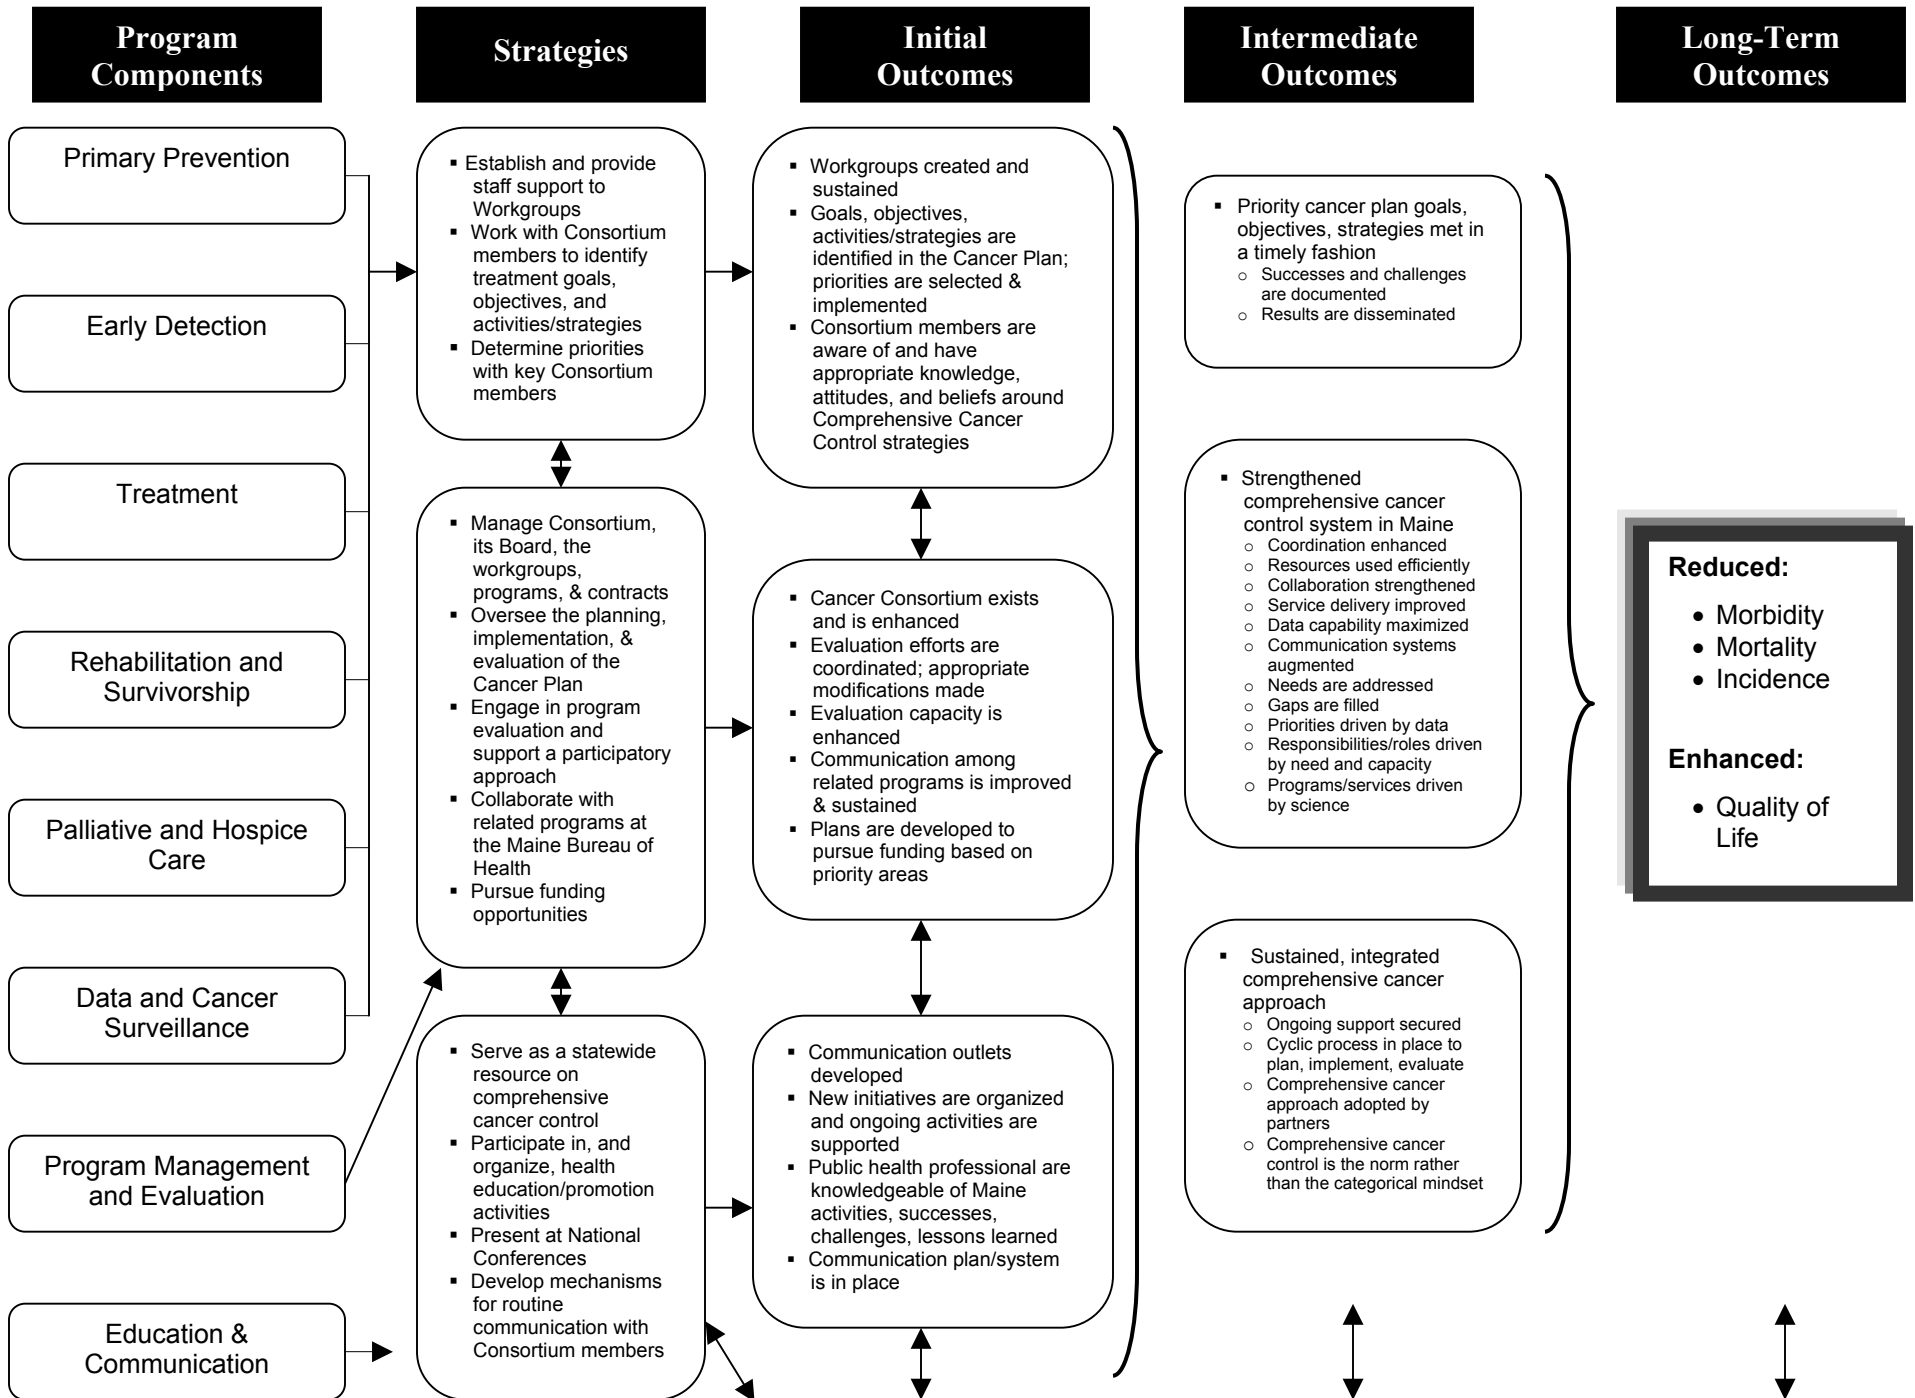 Program
Components
Strategies
Initial
Outcomes
Intermediate
Outcomes
Long-Term
Outcomes
Primary Prevention
Early Detection
Treatment
Rehabilitation and
Survivorship
Palliative and Hospice
Care
Data and Cancer
Surveillance
Program Management
and Evaluation
Education &
Communication
▪ Establish and provide
staff support to
Workgroups
▪ Work with Consortium
members to identify
treatment goals,
objectives, and
activities/strategies
▪ Determine priorities
with key Consortium
members
▪ Manage Consortium,
its Board, the
workgroups,
programs, & contracts
▪ Oversee the planning,
implementation, &
evaluation of the
Cancer Plan
▪ Engage in program
evaluation and
support a participatory
approach
▪ Collaborate with
related programs at
the Maine Bureau of
Health
▪ Pursue funding
opportunities
▪ Serve as a statewide
resource on
comprehensive
cancer control
▪ Participate in, and
organize, health
education/promotion
activities
▪ Present at National
Conferences
▪ Develop mechanisms
for routine
communication with
Consortium members
▪ Workgroups created and
sustained
▪ Goals, objectives,
activities/strategies are
identified in the Cancer Plan;
priorities are selected &
implemented
▪ Consortium members are
aware of and have
appropriate knowledge,
attitudes, and beliefs around
Comprehensive Cancer
Control strategies
▪ Cancer Consortium exists
and is enhanced
▪ Evaluation efforts are
coordinated; appropriate
modifications made
▪ Evaluation capacity is
enhanced
▪ Communication among
related programs is improved
& sustained
▪ Plans are developed to
pursue funding based on
priority areas
▪ Communication outlets
developed
▪ New initiatives are organized
and ongoing activities are
supported
▪ Public health professional are
knowledgeable of Maine
activities, successes,
challenges, lessons learned
▪ Communication plan/system
is in place
▪ Priority cancer plan goals,
objectives, strategies met in
a timely fashion
o Successes and challenges
are documented
o Results are disseminated
▪ Strengthened
comprehensive cancer
control system in Maine
o Coordination enhanced
o Resources used efficiently
o Collaboration strengthened
o Service delivery improved
o Data capability maximized
o Communication systems
augmented
o Needs are addressed
o Gaps are filled
o Priorities driven by data
o Responsibilities/roles driven
by need and capacity
o Programs/services driven
by science
▪ Sustained, integrated
comprehensive cancer
approach
o Ongoing support secured
o Cyclic process in place to
plan, implement, evaluate
o Comprehensive cancer
approach adopted by
partners
o Comprehensive cancer
control is the norm rather
than the categorical mindset
Reduced:
• Morbidity
• Mortality
• Incidence
Enhanced:
• Quality of
Life